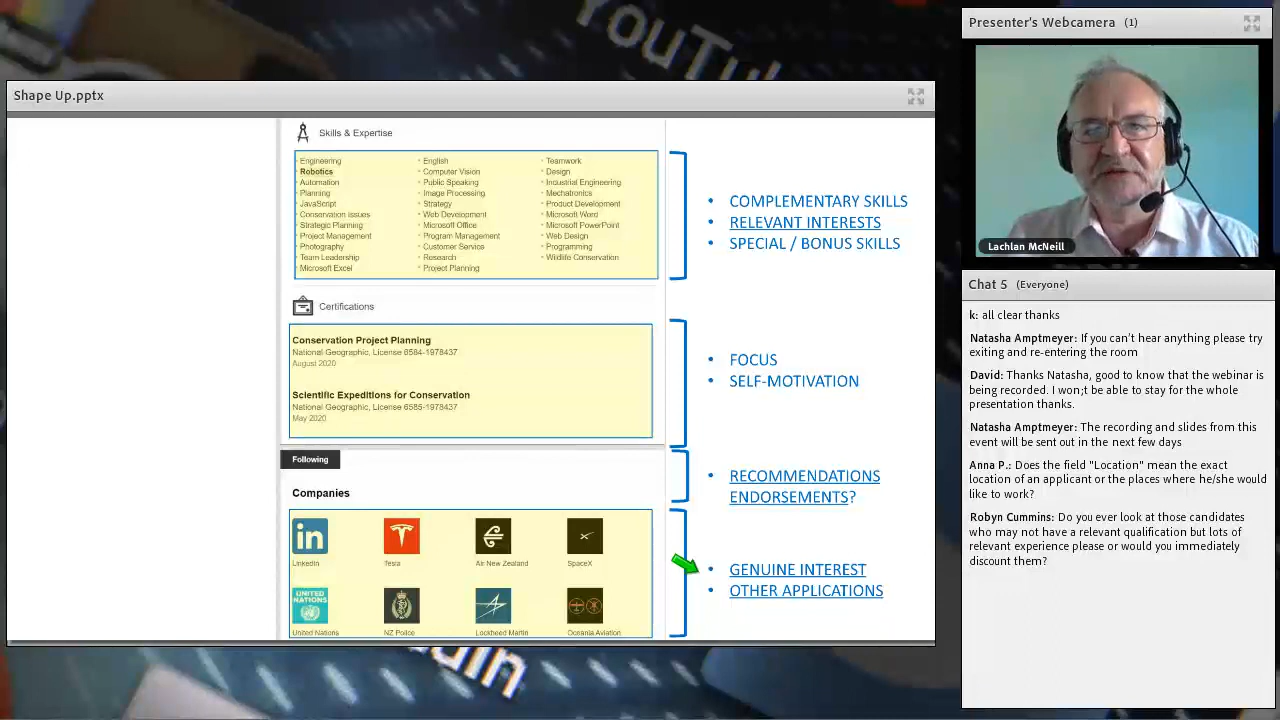 YouTu
Shape Up.pptx
Skills & Expertise
Engineering
Robotics
Automation
Planning
JavaScript
Conservation issues
Strategic Planning
Project Management
Photography
Team Leadership
Microsoft Excel
English
Computer Vision
Public Speaking
Image Processing
Strategy
Web Development
Microsoft Office
Program Management
Customer Service
Research
Project Planning
Teamwork
Design
Industrial Engineering
Mechatronics
Product Development
Microsoft Word
Microsoft PowerPoint
Web Design
Programming
Wildlife Conservation
• COMPLEMENTARY SKILLS
• RELEVANT INTERESTS
• SPECIAL / BONUS SKILLS
Certifications
Conservation Project Planning
National Geographic, License 6584-1978437
August 2020
Scientific Expeditions for Conservation
National Geographic, License 6585-1978437
May 2020
• FOCUS
• SELF-MOTIVATION
Following
Companies
• RECOMMENDATIONS
ENDORSEMENTS?
in
LinkedIn
Tesla
Air New Zealand
SpaceX
UNITED
NATIONS
United Nations
NZ Police
Lockheed Martin
Oceania Aviation
• GENUINE INTEREST
• OTHER APPLICATIONS
Presenter's Webcamera (1)
Lachlan McNeill
Chat 5 (Everyone)
k: all clear thanks
Natasha Amptmeyer: If you can't hear anything please try
exiting and re-entering the room
David: Thanks Natasha, good to know that the webinar is
being recorded. I won;t be able to stay for the whole
presentation thanks.
Natasha Amptmeyer: The recording and slides from this
event will be sent out in the next few days
Anna P.: Does the field "Location" mean the exact
location of an applicant or the places where he/she would
like to work?
Robyn Cummins: Do you ever look at those candidates
who may not have a relevant qualification but lots of
relevant experience please or would you immediately
discount them?